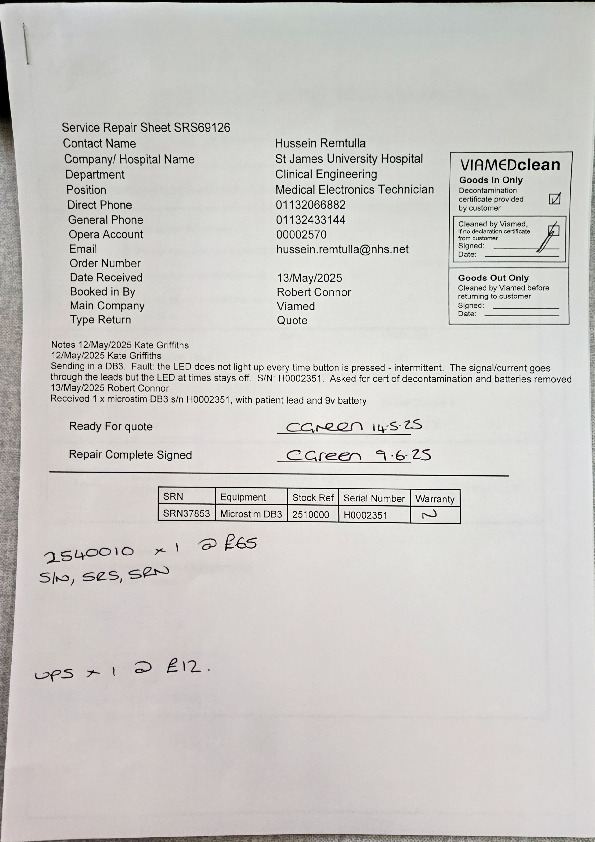 Service Repair Sheet SRS69126
Contact Name Hussein Remtulla
Company/ Hospital Name St James University Hospital
Department Clinical Engineering
Position Medical Electronics Technician
Direct Phone 01132066882
General Phone 01132433144
Opera Account 00002570
Email hussein.remtulla@nhs.net
Order Number
Date Received 13/May/2025
Booked in By Robert Connor
Main Company Viamed
Type Return Quote
VIAMEDclean
Goods In Only
Decontamination
certificate provided
by customer
Cleaned by Viamed,
if no declaration certificate
from customer
Signed:
Date:
Goods Out Only
Cleaned by Viamed before
returning to customer
Signed:
Date:
Notes 12/May/2025 Kate Griffiths
12/May/2025 Kate Griffiths
Sending in a DB3. Fault: the LED does not light up every time button is pressed - intermittent. The signal/current goes
through the leads but the LED at times stays off. S/N: H0002351. Asked for cert of decontamination and batteries removed
13/May/2025 Robert Connor
Received 1 x microstim DB3 s/n H0002351, with patient lead and 9v battery
Ready For quote CGreen 14-5-25
Repair Complete Signed CGreen 9.6.25
SRN Equipment Stock Ref Serial Number Warranty
SRN37853 Microstim DB3 2510000 H0002351 N
2540010 x 1 @ £65
S/N, SRS, SRN
UPS x 1 @ £12.